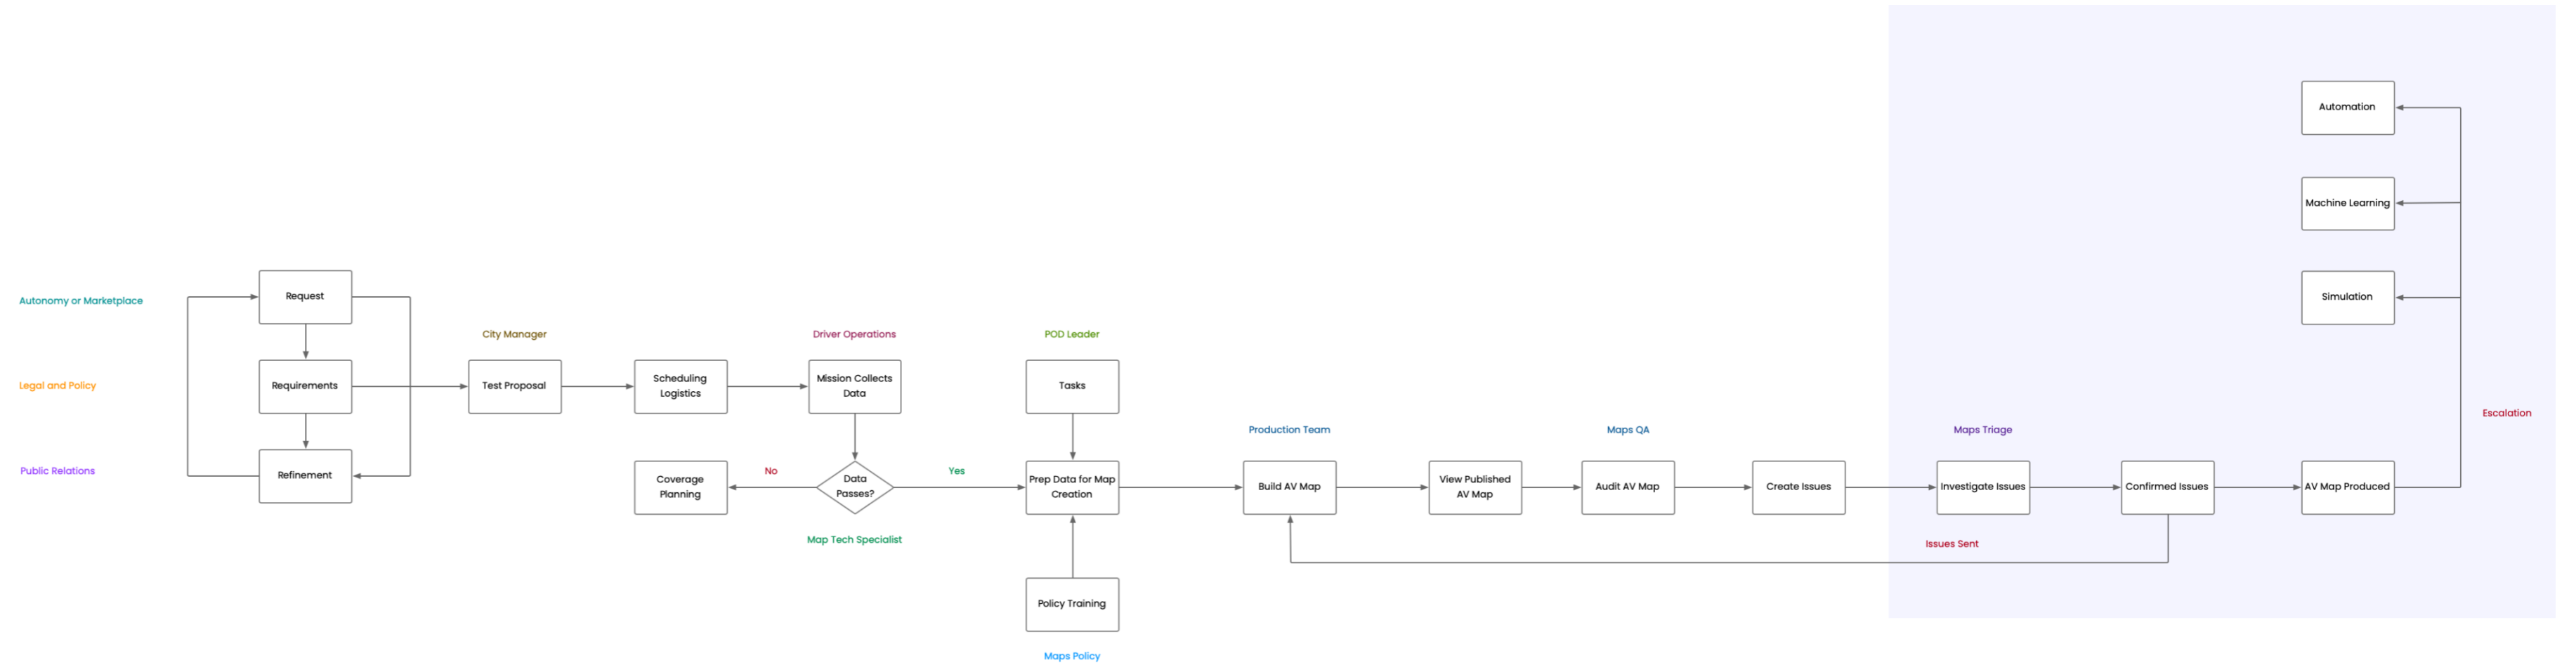 Automation
Machine Learning
Autonomy or Marketplace
Request
Simulation
City Manager
Driver Operations
POD Leader
Legal and Policy
Requirements
Test Proposal
Scheduling
Logistics
Mission Collects
Data
Tasks
Escalation
Production Team
Maps QA
Maps Triage
Public Relations
Refinement
No
Yes
Coverage
Planning
Data
Passes?
Prep Data for Map
Creation
Build AV Map
View Published
AV Map
Audit AV Map
Create Issues
Investigate Issues
Confirmed Issues
AV Map Produced
Map Tech Specialist
Issues Sent
Policy Training
Maps Policy